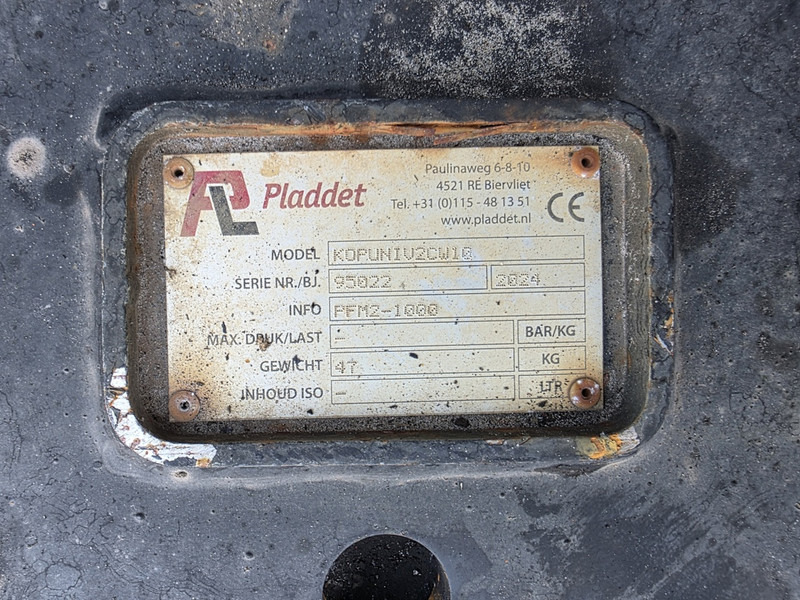 PL Pladdet
Paulinaweg 6-8-10
4521 RE Biervliet
Tel. +31 (0)115 - 48 13 51
www.pladdet.nl
CE
MODEL KOPUNIV2CW10
SERIE NR./BJ. 95022 2024
INFO PFM2-1000
MAX. DRUK/LAST - BAR/KG
GEWICHT 47 KG
INHOUD ISO - LTR